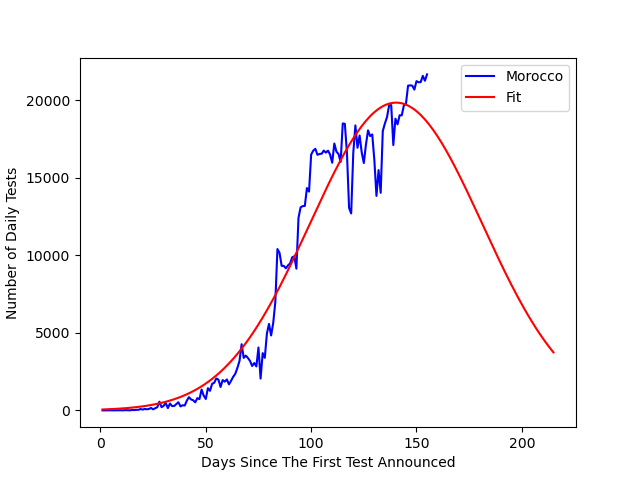 Morocco
Fit
Number of Daily Tests
20000
15000
10000
5000
0
0 50 100 150 200
Days Since The First Test Announced